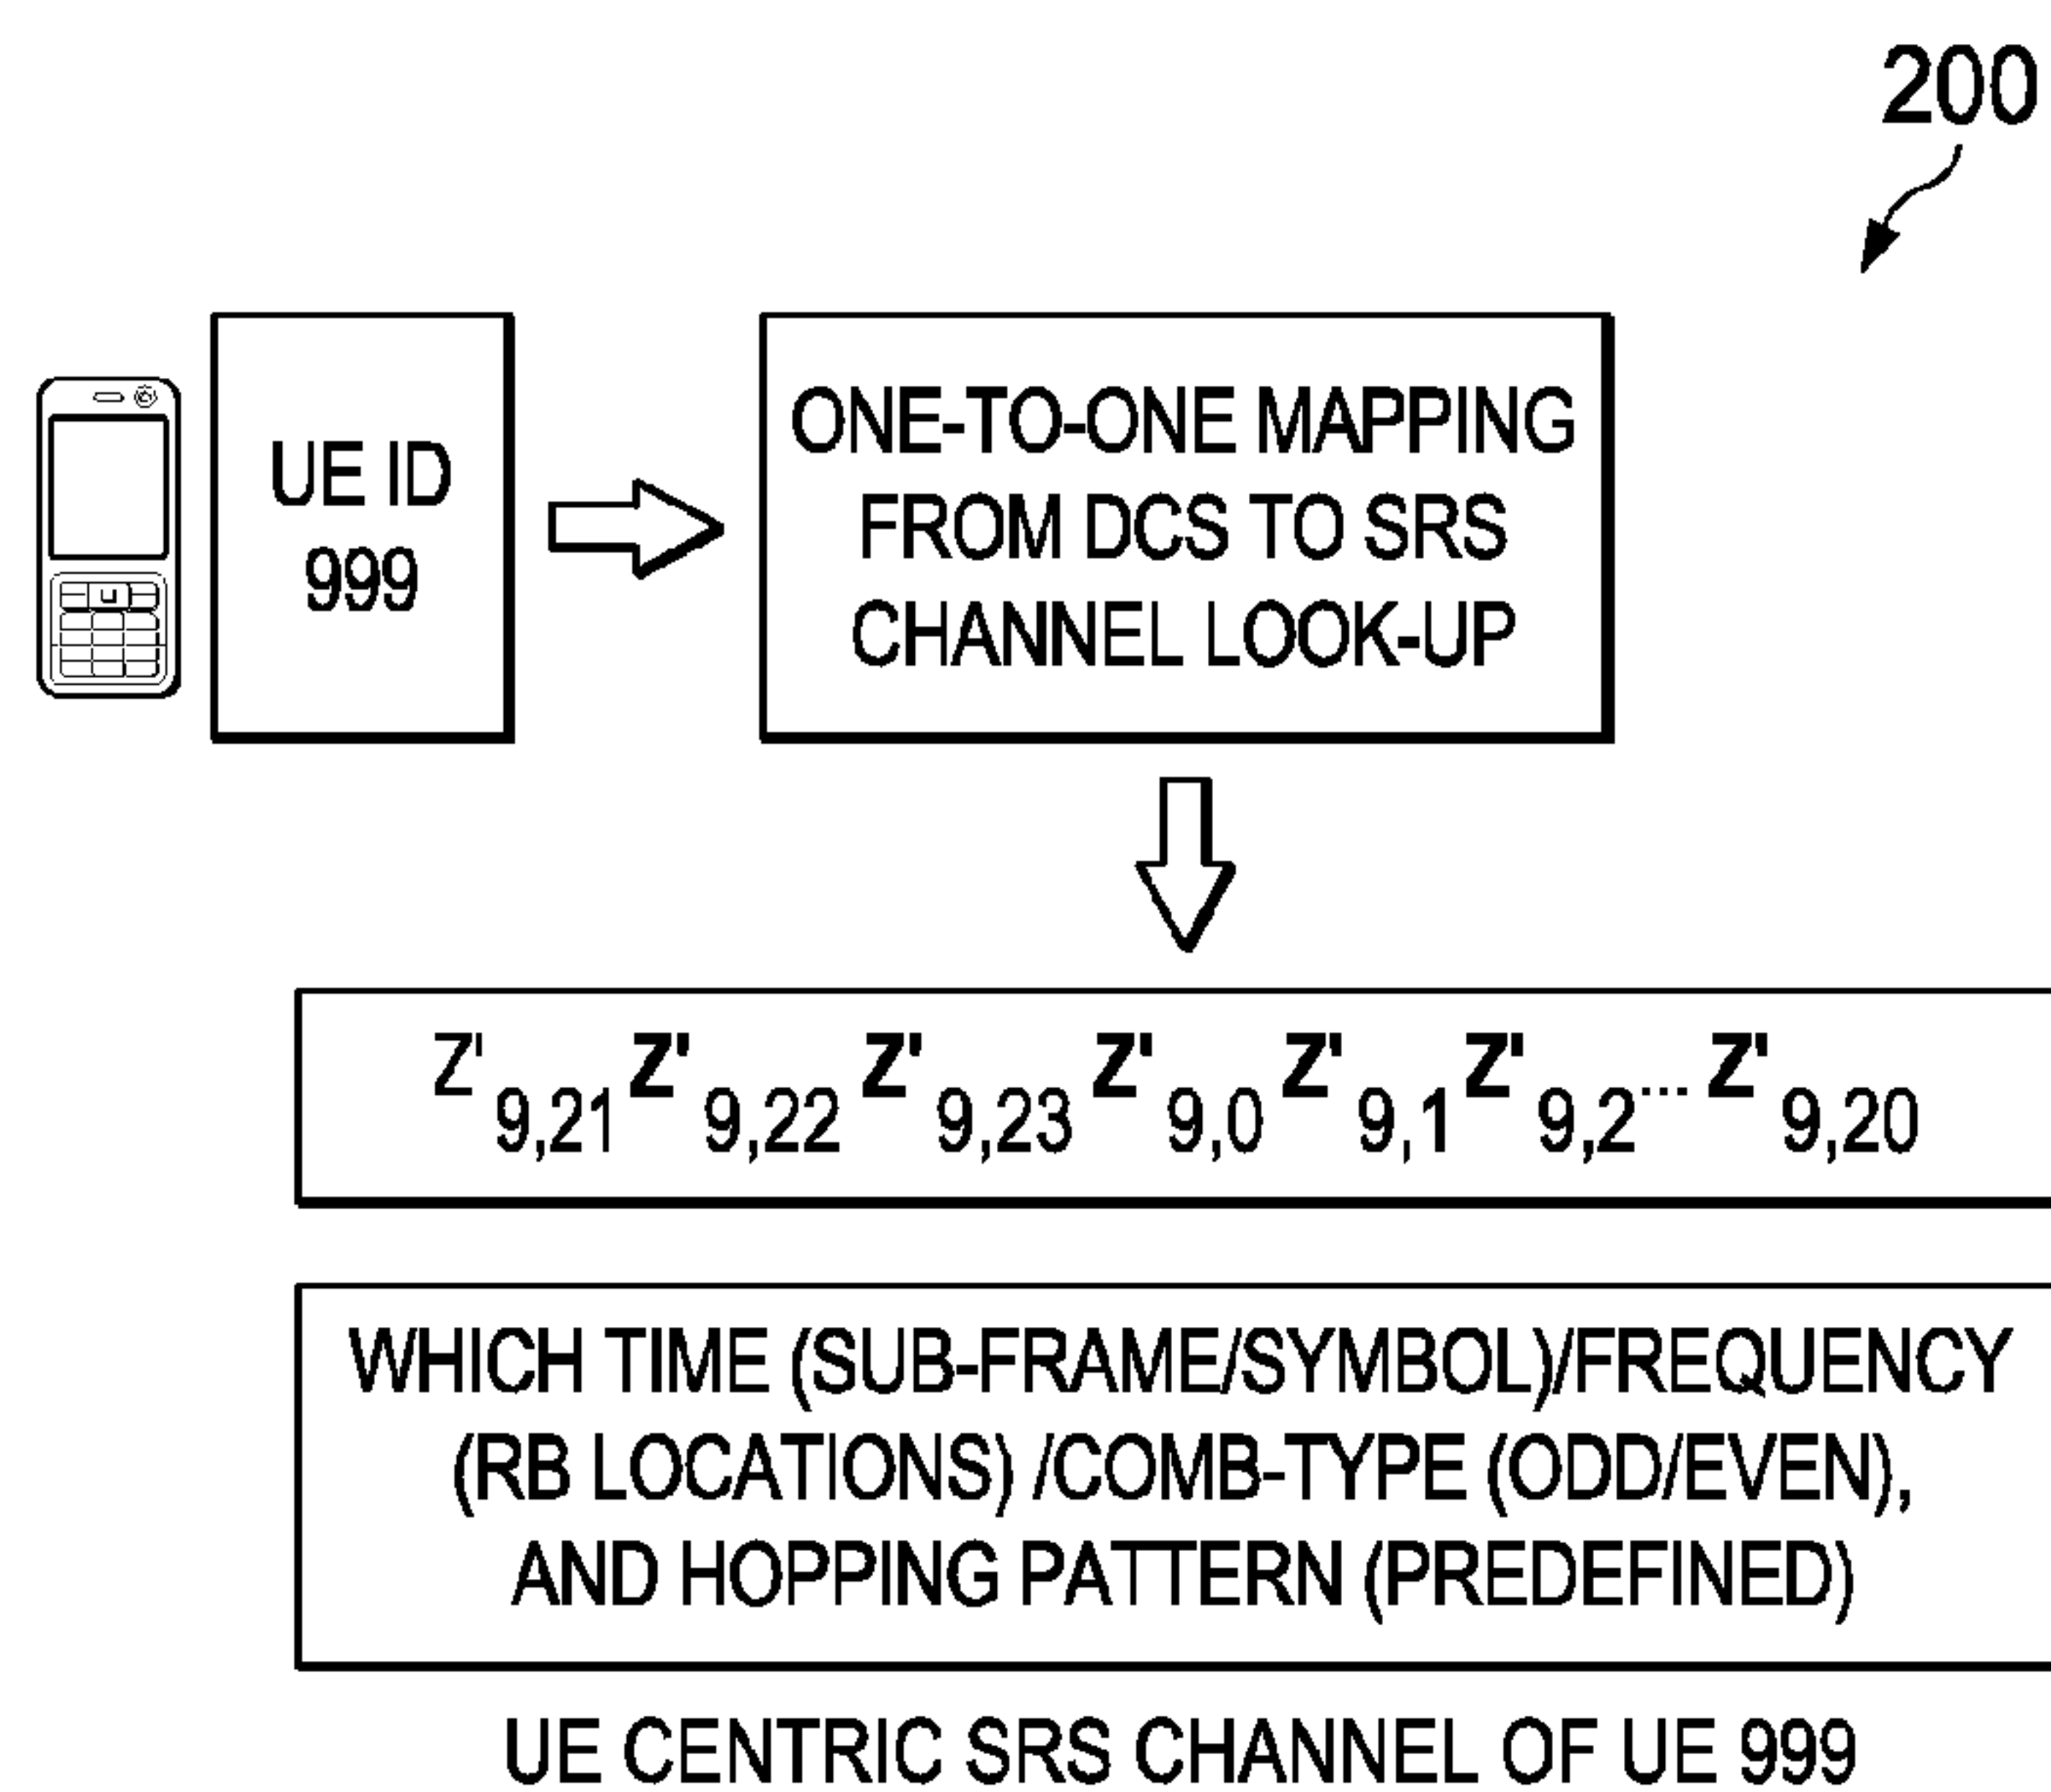 200
UE ID
999
ONE-TO-ONE MAPPING
FROM DCS TO SRS
CHANNEL LOOK-UP
Z'9,21 Z'9,22 Z'9,23 Z'9,0 Z'9,1 Z'9,2... Z'9,20
WHICH TIME (SUB-FRAME/SYMBOL)/FREQUENCY
(RB LOCATIONS) /COMB-TYPE (ODD/EVEN),
AND HOPPING PATTERN (PREDEFINED)
UE CENTRIC SRS CHANNEL OF UE 999